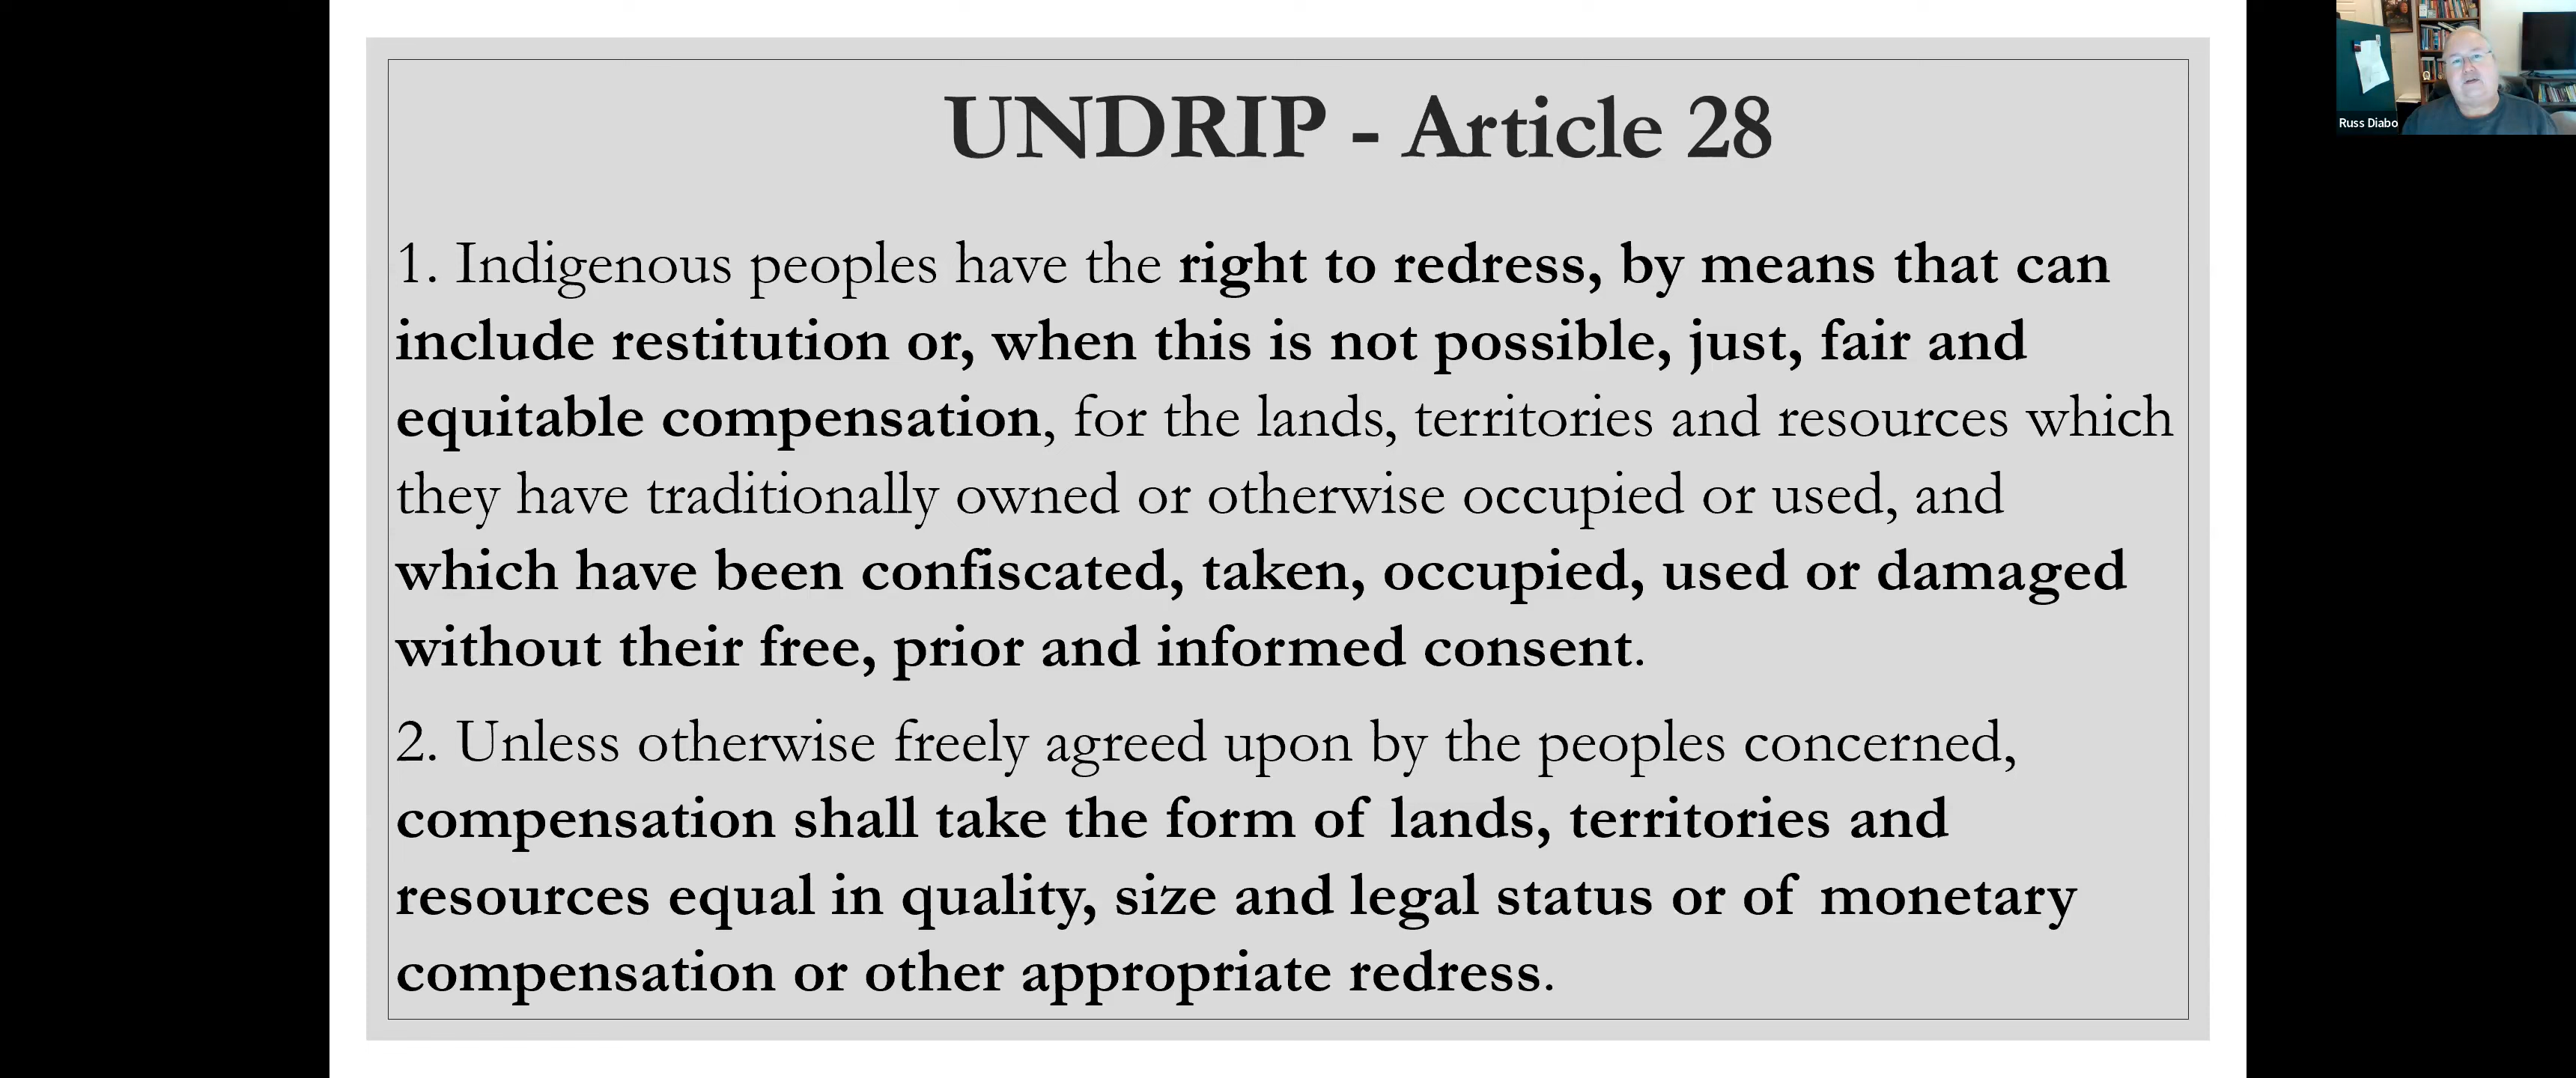 UNDRIP - Article 28
Russ Diabo
1. Indigenous peoples have the right to redress, by means that can
include restitution or, when this is not possible, just, fair and
equitable compensation, for the lands, territories and resources which
they have traditionally owned or otherwise occupied or used, and
which have been confiscated, taken, occupied, used or damaged
without their free, prior and informed consent.
2. Unless otherwise freely agreed upon by the peoples concerned,
compensation shall take the form of lands, territories and
resources equal in quality, size and legal status or of monetary
compensation or other appropriate redress.